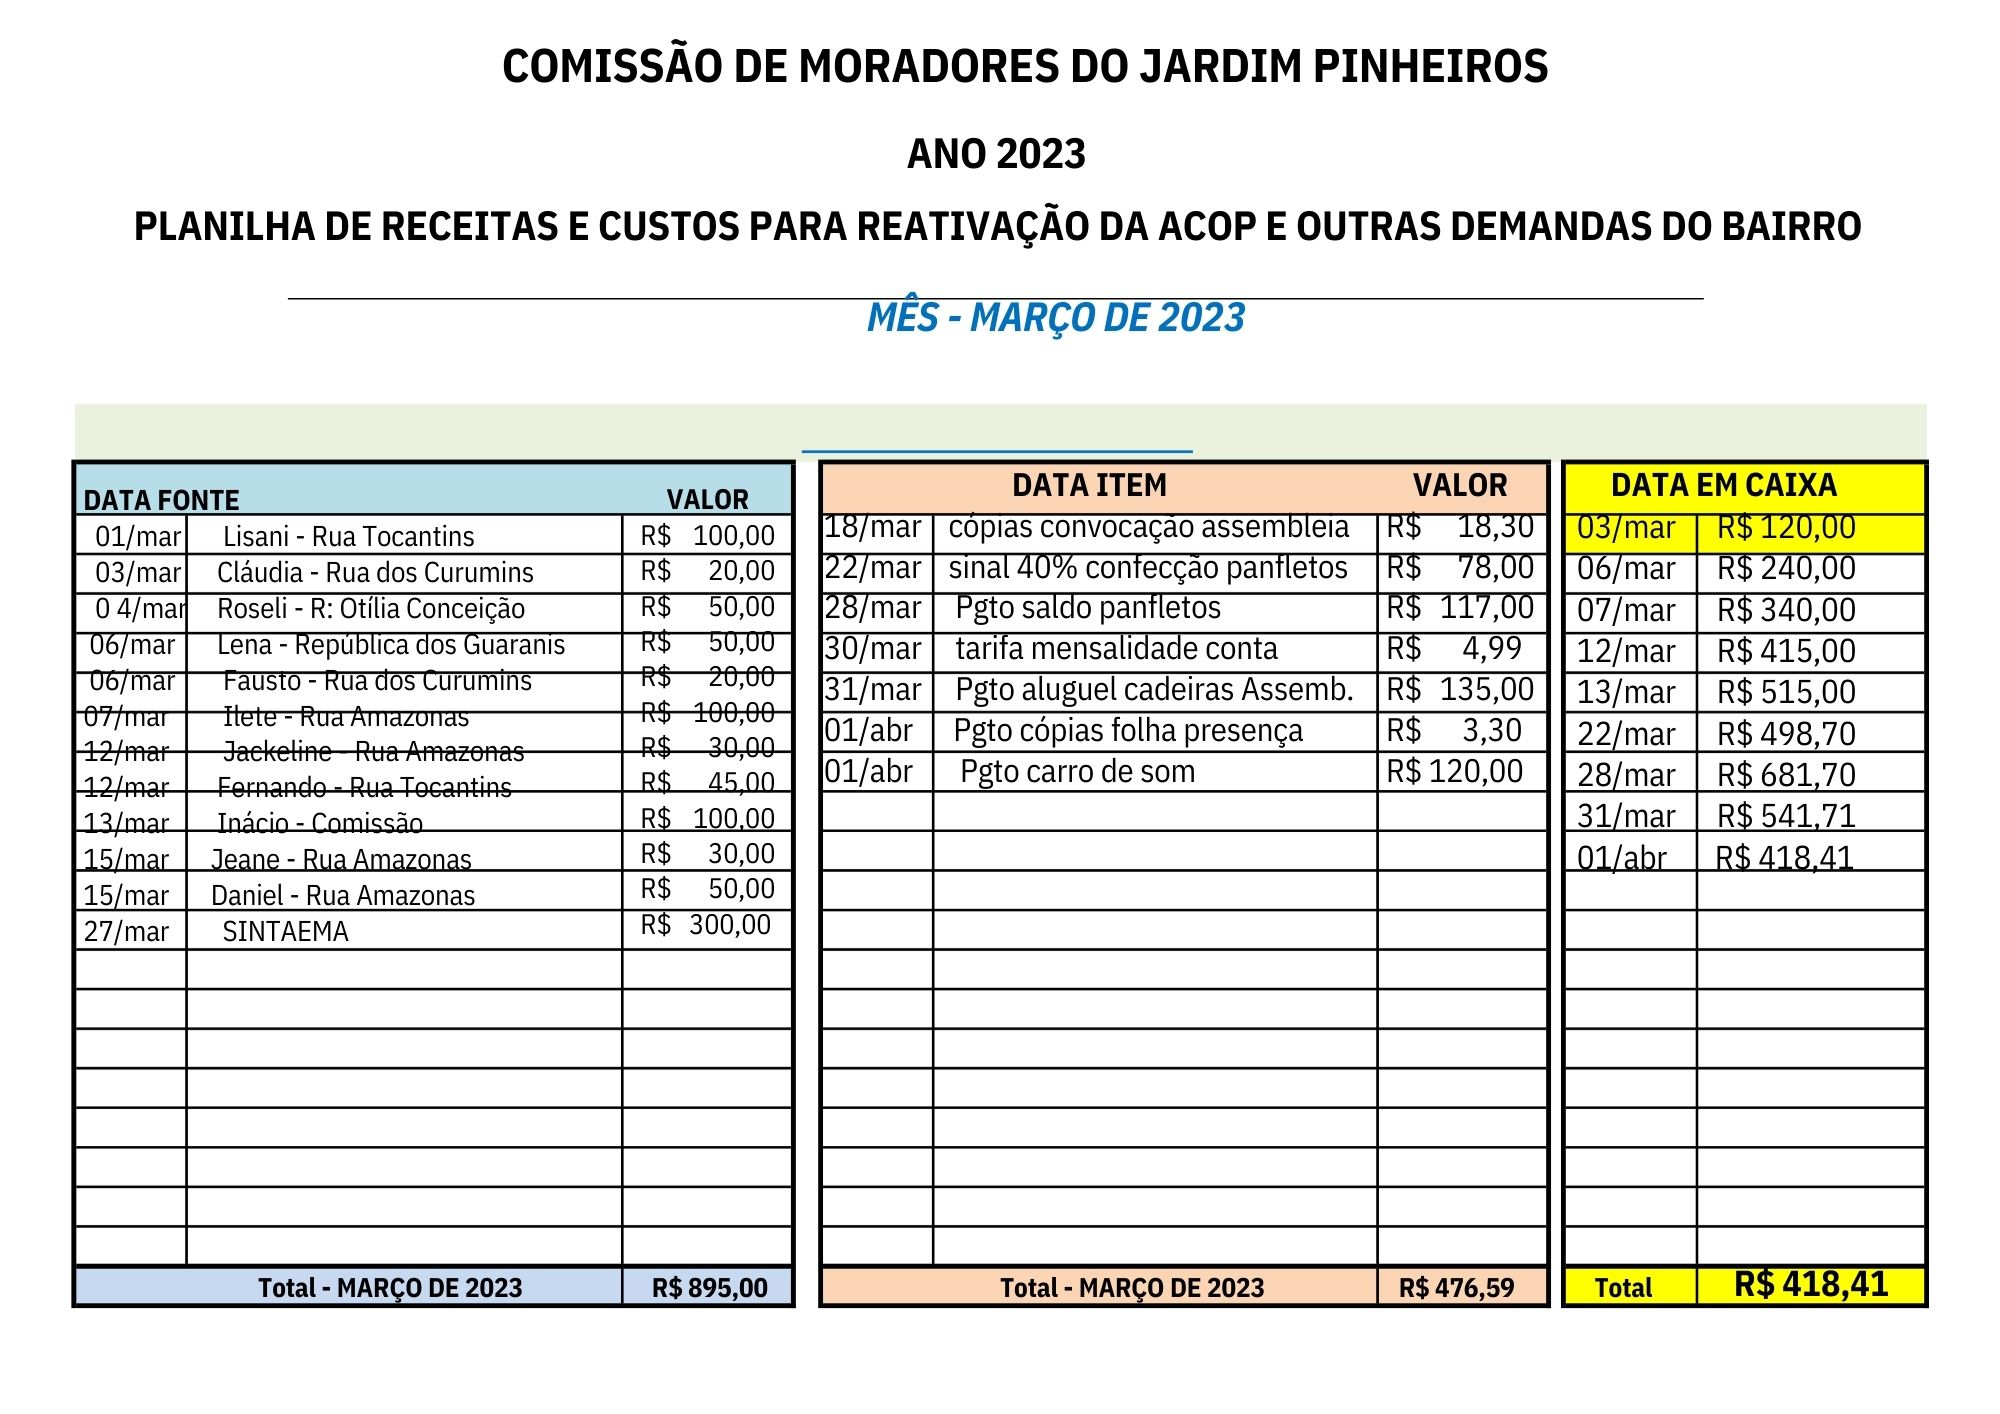 COMISSÃO DE MORADORES DO JARDIM PINHEIROS
ANO 2023
PLANILHA DE RECEITAS E CUSTOS PARA REATIVAÇÃO DA ACOP E OUTRAS DEMANDAS DO BAIRRO
MÊS - MARÇO DE 2023
DATA FONTE VALOR
01/mar Lisani - Rua Tocantins R$ 100,00
03/mar Cláudia - Rua dos Curumins R$ 20,00
0 4/mar Roseli - R: Otília Conceição R$ 50,00
06/mar Lena - República dos Guaranis R$ 50,00
06/mar Fausto - Rua dos Curumins R$ 20,00
07/mar Ilete - Rua Amazonas R$ 100,00
12/mar Jackeline - Rua Amazonas R$ 30,00
12/mar Fernando - Rua Tocantins R$ 45,00
13/mar Inácio - Comissão R$ 100,00
15/mar Jeane - Rua Amazonas R$ 30,00
15/mar Daniel - Rua Amazonas R$ 50,00
27/mar SINTAEMA R$ 300,00
Total - MARÇO DE 2023 R$ 895,00
DATA ITEM VALOR
18/mar cópias convocação assembleia R$ 18,30
22/mar sinal 40% confecção panfletos R$ 78,00
28/mar Pgto saldo panfletos R$ 117,00
30/mar tarifa mensalidade conta R$ 4,99
31/mar Pgto aluguel cadeiras Assemb. R$ 135,00
01/abr Pgto cópias folha presença R$ 3,30
01/abr Pgto carro de som R$ 120,00
Total - MARÇO DE 2023 R$ 476,59
DATA EM CAIXA
03/mar R$ 120,00
06/mar R$ 240,00
07/mar R$ 340,00
12/mar R$ 415,00
13/mar R$ 515,00
22/mar R$ 498,70
28/mar R$ 681,70
31/mar R$ 541,71
01/abr R$ 418,41
Total R$ 418,41